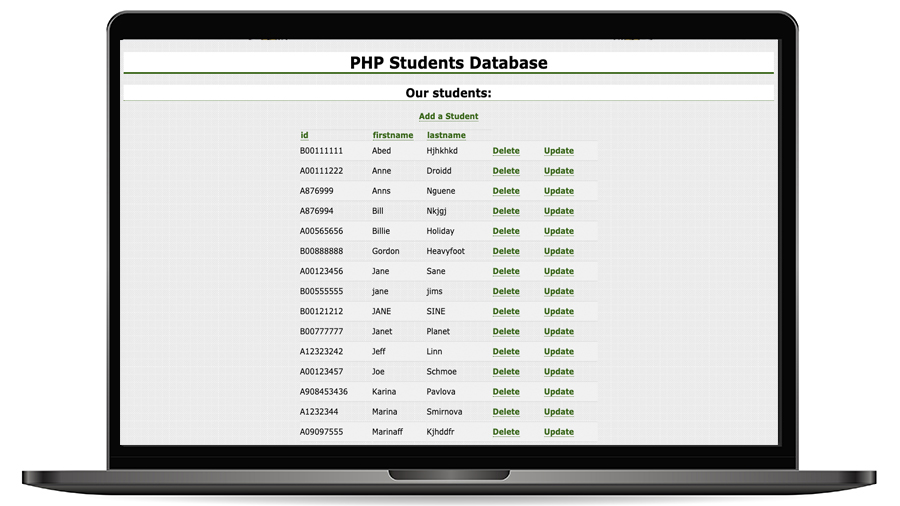 PHP Students Database
Our students:
Add a Student
id firstname lastname
B00111111 Abed Hjhkhkd Delete Update
A00111222 Anne Droidd Delete Update
A876999 Anns Nguene Delete Update
A876994 Bill Nkjgj Delete Update
A00565656 Billie Holiday Delete Update
B00888888 Gordon Heavyfoot Delete Update
A00123456 Jane Sane Delete Update
B00555555 jane jims Delete Update
B00121212 JANE SINE Delete Update
B00777777 Janet Planet Delete Update
A12323242 Jeff Linn Delete Update
A00123457 Joe Schmoe Delete Update
A908453436 Karina Pavlova Delete Update
A1232344 Marina Smirnova Delete Update
A09097555 Marinaff Kjhddfr Delete Update